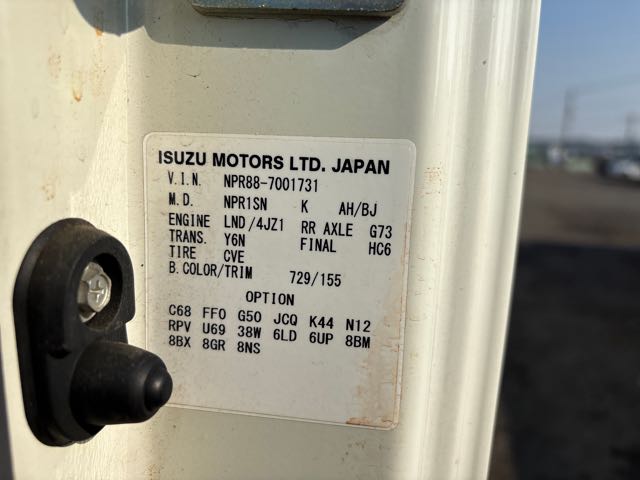 ISUZU MOTORS LTD. JAPAN
V.I.N. NPR88-7001731
M.D. NPR1SN K AH/BJ
ENGINE LND/4JZ1 RR AXLE G73
TRANS. Y6N FINAL HC6
TIRE CVE
B.COLOR/TRIM 729/155
OPTION
C68 FF0 G50 JCQ K44 N12
RPV U69 38W 6LD 6UP 8BM
8BX 8GR 8NS